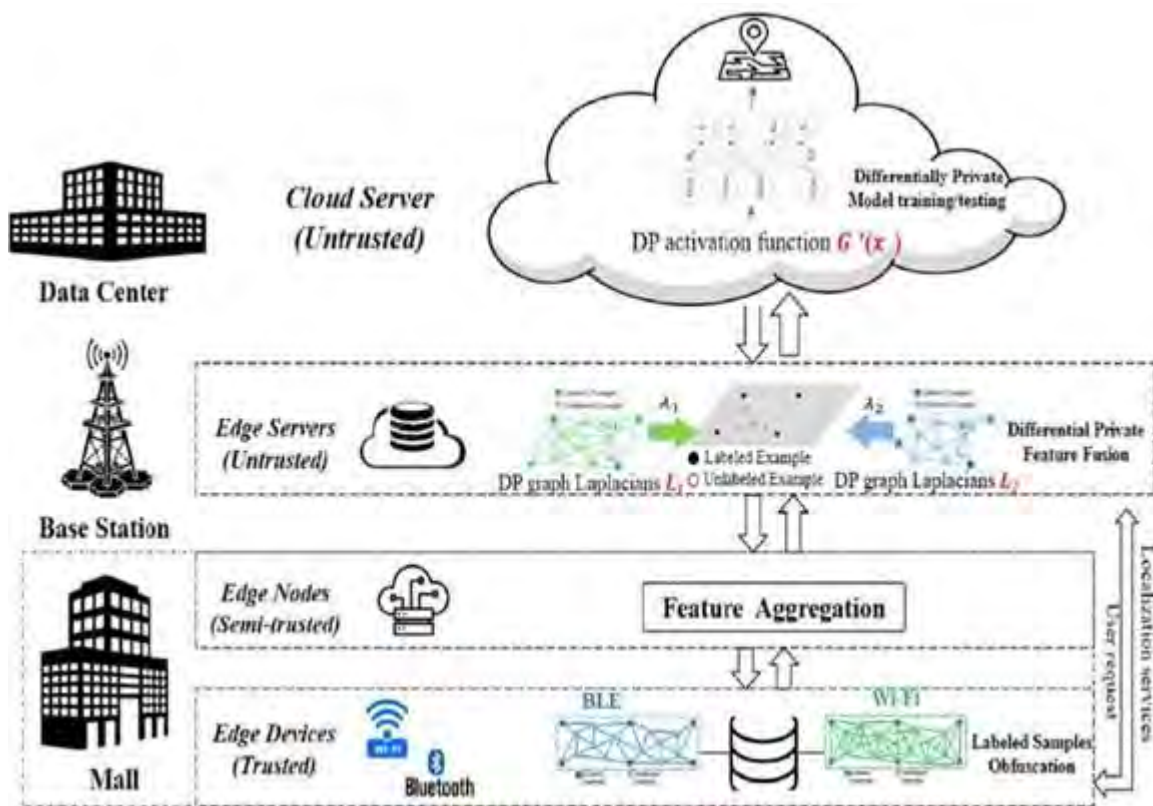 Cloud Server
(Untrusted)
Differentially Private
Model training/testing
DP activation function G'(x )
Data Center
Edge Servers
(Untrusted)
λ1
λ2
Labeled Example
Unlabeled Example
DP graph Laplacians L1
DP graph Laplacians L2
Differential Private
Feature Fusion
Base Station
Edge Nodes
(Semi-trusted)
Feature Aggregation
Localization services
User request
Edge Devices
(Trusted)
WI-FI
Bluetooth
BLE
WI-FI
Labeled Samples
Obfuscation
Mall